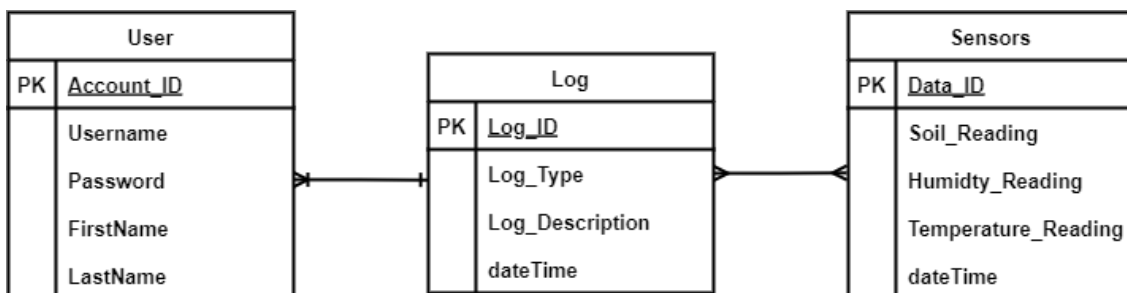 User
PK Account_ID
Username
Password
FirstName
LastName
Log
PK Log_ID
Log_Type
Log_Description
dateTime
Sensors
PK Data_ID
Soil_Reading
Humidty_Reading
Temperature_Reading
dateTime